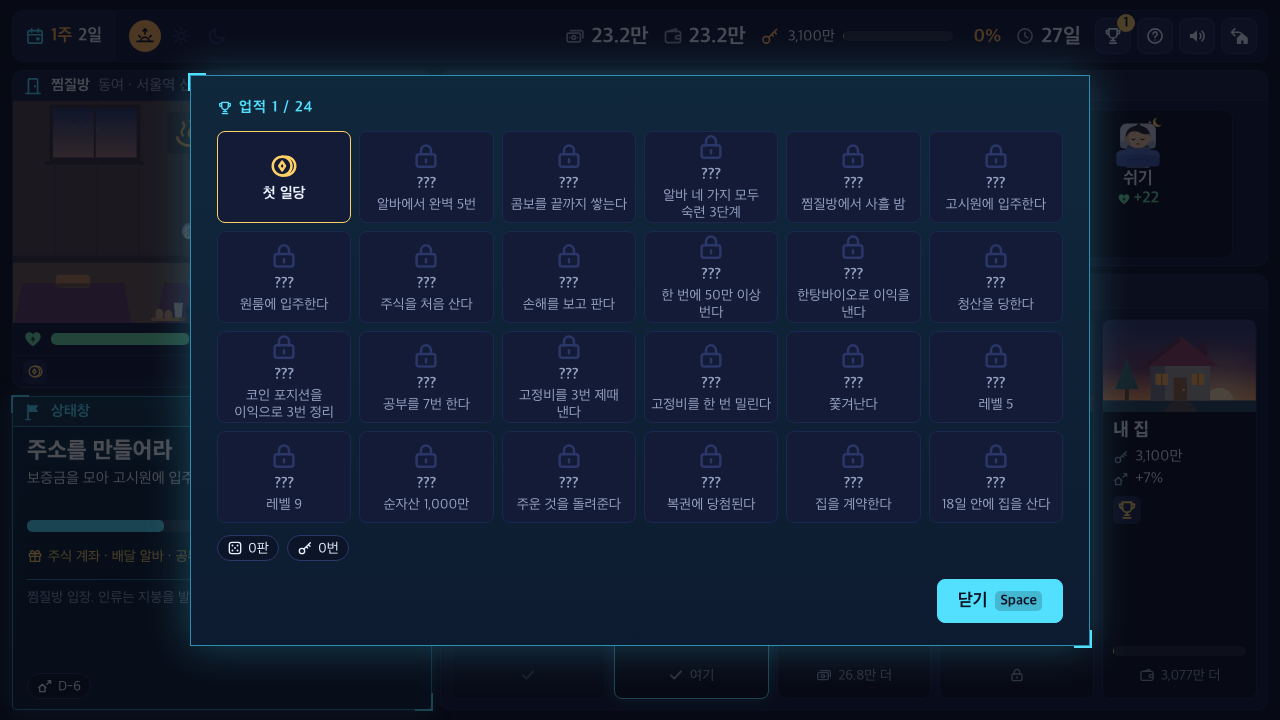 1주 2일
23.2만
23.2만
3,100만
0%
27일
1
찜질방
동여 · 서울역
업적 1 / 24
첫 일당
???
알바에서 완벽 5번
???
콤보를 끝까지 쌓는다
???
알바 네 가지 모두
숙련 3단계
???
찜질방에서 사흘 밤
???
고시원에 입주한다
???
원룸에 입주한다
???
주식을 처음 산다
???
손해를 보고 판다
???
한 번에 50만 이상
번다
???
한탕바이오로 이익을
낸다
???
청산을 당한다
???
코인 포지션을
이익으로 3번 정리
???
공부를 7번 한다
???
고정비를 3번 제때
낸다
???
고정비를 한 번 밀린다
???
쫓겨난다
???
레벨 5
???
레벨 9
???
순자산 1,000만
???
주운 것을 돌려준다
???
복권에 당첨된다
???
집을 계약한다
???
18일 안에 집을 산다
0판
0번
닫기 Space
쉬기
+22
상태창
주소를 만들어라
보증금을 모아 고시원에 입주
주식 계좌 · 배달 알바 · 공
찜질방 입장. 인류는 지붕을 발
D-6
여기
26.8만 더
내 집
3,100만
+7%
3,077만 더